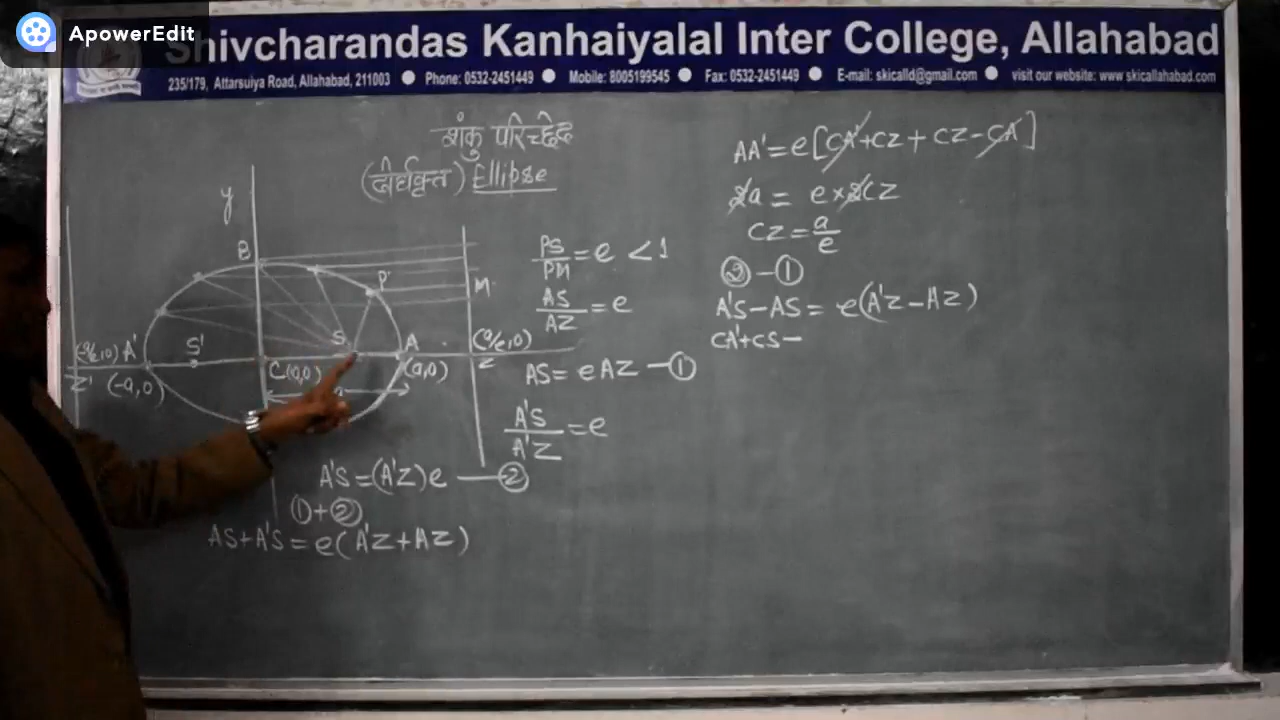 ApowerEdit
Shivcharandas Kanhaiyalal Inter College, Allahabad
235/179, Attarsuiya Road, Allahabad, 211003 ● Phone: 0532-2451449 ● Mobile: 8005199545 ● Fax: 0532-2451449 ● E-mail: skicalld@gmail.com ● visit our website: www.skicallahabad.com
शंकु परिच्छेद
(दीर्घवृत्त) Ellipse
y
B
P
M
S'
S
A
A'
(-a/e,0)
(a/e,0)
Z'
(-a,0)
C(0,0)
(a,0)
Z
PS/PM = e < 1
AS/AZ = e
AS = eAZ — ①
A'S/A'Z = e
A'S = (A'Z)e — ②
① + ②
AS + A'S = e(A'Z + AZ)
AA' = e[CA' + CZ + CZ - CA]
2a = e × 2CZ
CZ = a/e
② - ①
A'S - AS = e(A'Z - AZ)
CA' + CS -